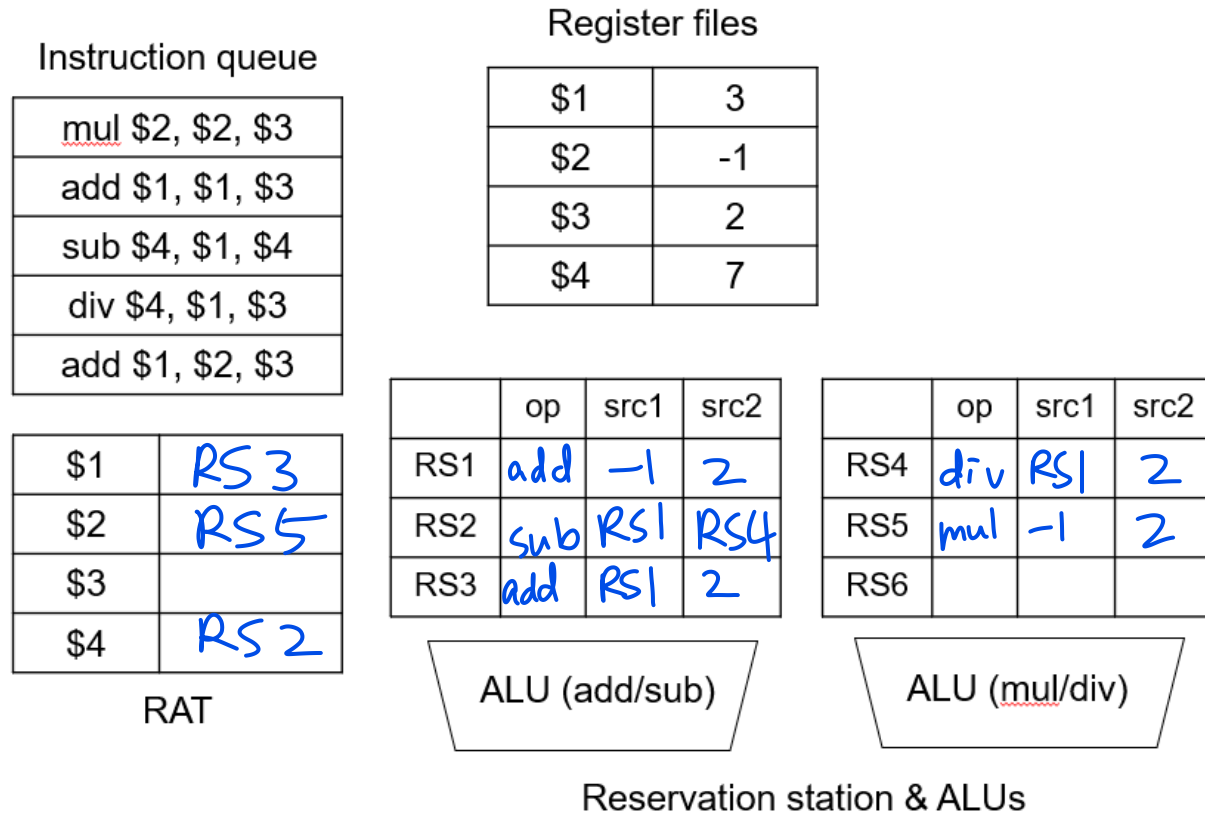 Register files
Instruction queue
$1 3
$2 -1
$3 2
$4 7
mul $2, $2, $3
add $1, $1, $3
sub $4, $1, $4
div $4, $1, $3
add $1, $2, $3
$1 RS3
$2 RS5
$3
$4 RS2
RAT
op src1 src2
RS1 add -1 2
RS2 sub RS1 RS4
RS3 add RS1 2
ALU (add/sub)
op src1 src2
RS4 div RS1 2
RS5 mul -1 2
RS6
ALU (mul/div)
Reservation station & ALUs